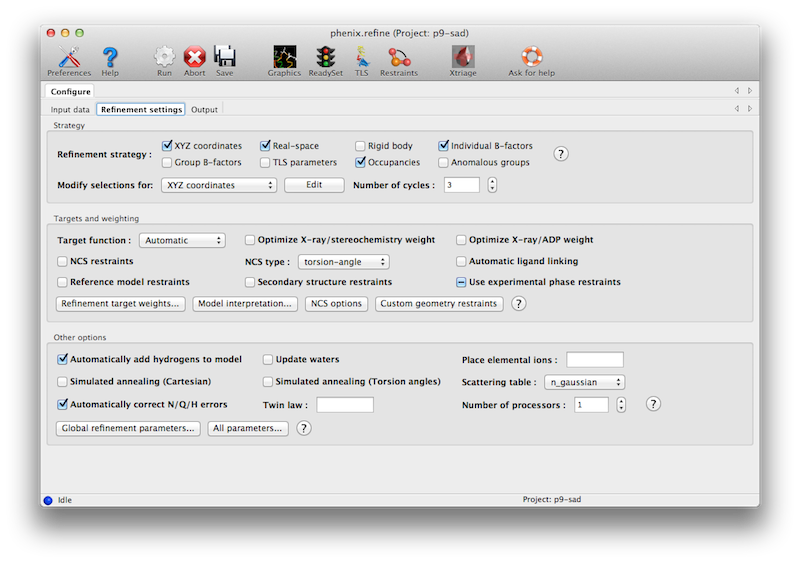 phenix.refine (Project: p9-sad)
Preferences Help Run Abort Save Graphics ReadySet TLS Restraints Xtriage Ask for help
Configure
Input data Refinement settings Output
Strategy
Refinement strategy : XYZ coordinates Real-space Rigid body Individual B-factors ?
Group B-factors TLS parameters Occupancies Anomalous groups
Modify selections for: XYZ coordinates Edit Number of cycles : 3
Targets and weighting
Target function : Automatic Optimize X-ray/stereochemistry weight Optimize X-ray/ADP weight
NCS restraints NCS type : torsion-angle Automatic ligand linking
Reference model restraints Secondary structure restraints Use experimental phase restraints
Refinement target weights... Model interpretation... NCS options Custom geometry restraints ?
Other options
Automatically add hydrogens to model Update waters Place elemental ions :
Simulated annealing (Cartesian) Simulated annealing (Torsion angles) Scattering table : n_gaussian
Automatically correct N/Q/H errors Twin law : Number of processors : 1 ?
Global refinement parameters... All parameters... ?
Idle Project: p9-sad